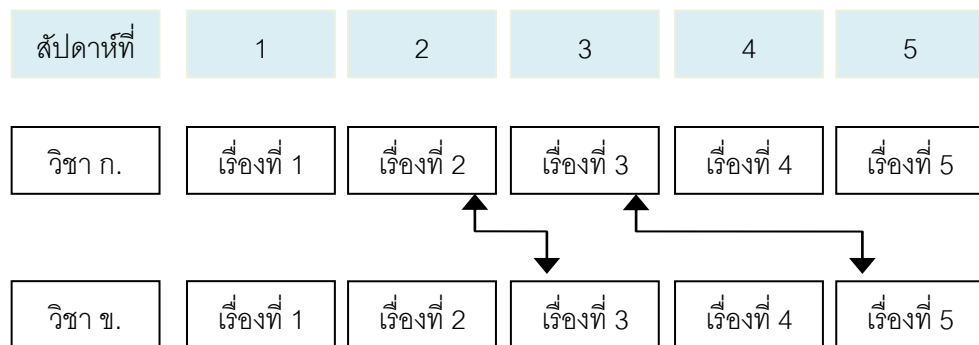 สัปดาห์ที่ 1 2 3 4 5
วิชา ก. เรื่องที่ 1 เรื่องที่ 2 เรื่องที่ 3 เรื่องที่ 4 เรื่องที่ 5
วิชา ข. เรื่องที่ 1 เรื่องที่ 2 เรื่องที่ 3 เรื่องที่ 4 เรื่องที่ 5